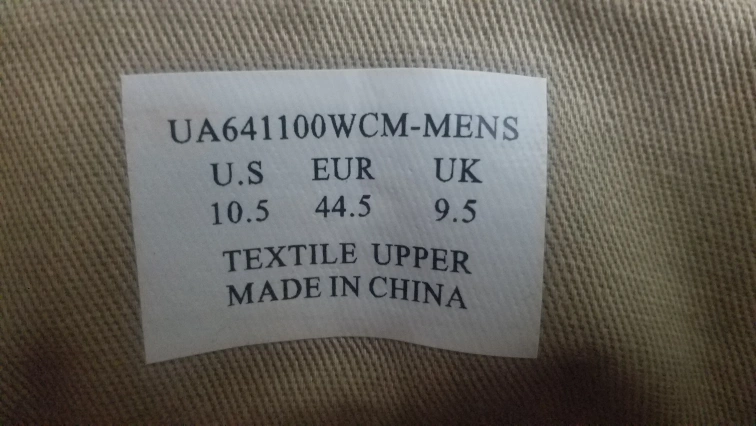 UA641100WCM-MENS
U.S EUR UK
10.5 44.5 9.5
TEXTILE UPPER
MADE IN CHINA